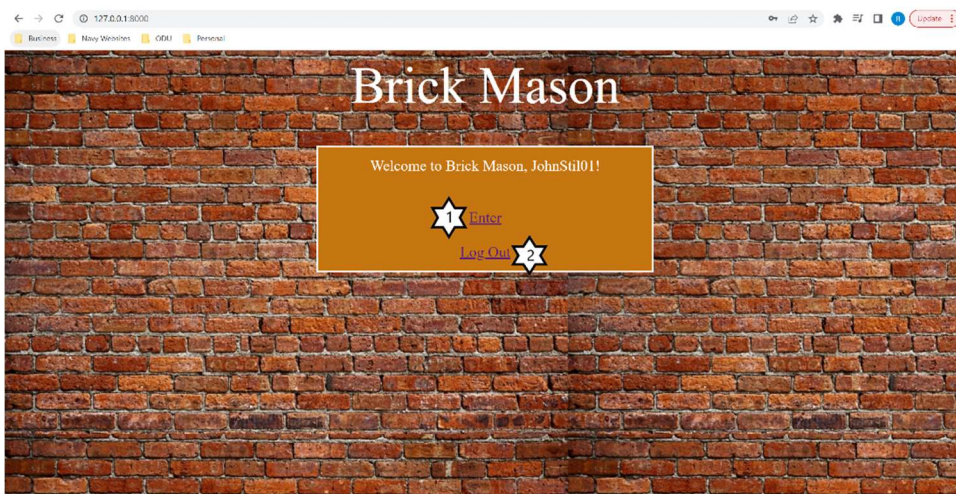 127.0.0.1:8000
Update
Business Navy Websites ODU Personal
Brick Mason
Welcome to Brick Mason, JohnStil01!
1 Enter
Log Out 2